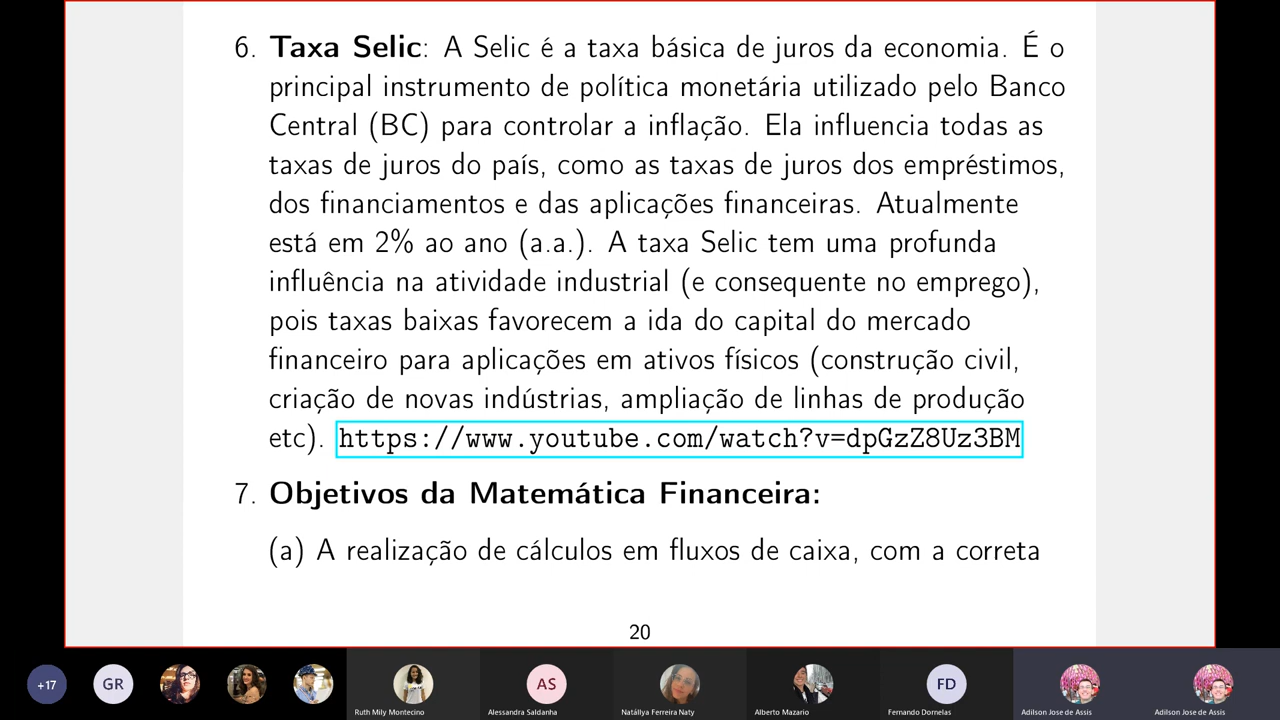 6. Taxa Selic: A Selic é a taxa básica de juros da economia. É o
principal instrumento de política monetária utilizado pelo Banco
Central (BC) para controlar a inflação. Ela influencia todas as
taxas de juros do país, como as taxas de juros dos empréstimos,
dos financiamentos e das aplicações financeiras. Atualmente
está em 2% ao ano (a.a.). A taxa Selic tem uma profunda
influência na atividade industrial (e consequente no emprego),
pois taxas baixas favorecem a ida do capital do mercado
financeiro para aplicações em ativos físicos (construção civil,
criação de novas indústrias, ampliação de linhas de produção
etc). https://www.youtube.com/watch?v=dpGzZ8Uz3BM
7. Objetivos da Matemática Financeira:
(a) A realização de cálculos em fluxos de caixa, com a correta
20
+17
GR
AS
FD
Ruth Mily Montecino
Alessandra Saldanha
Natállya Ferreira Naty
Alberto Mazario
Fernando Dornelas
Adilson Jose de Assis
Adilson Jose de Assis